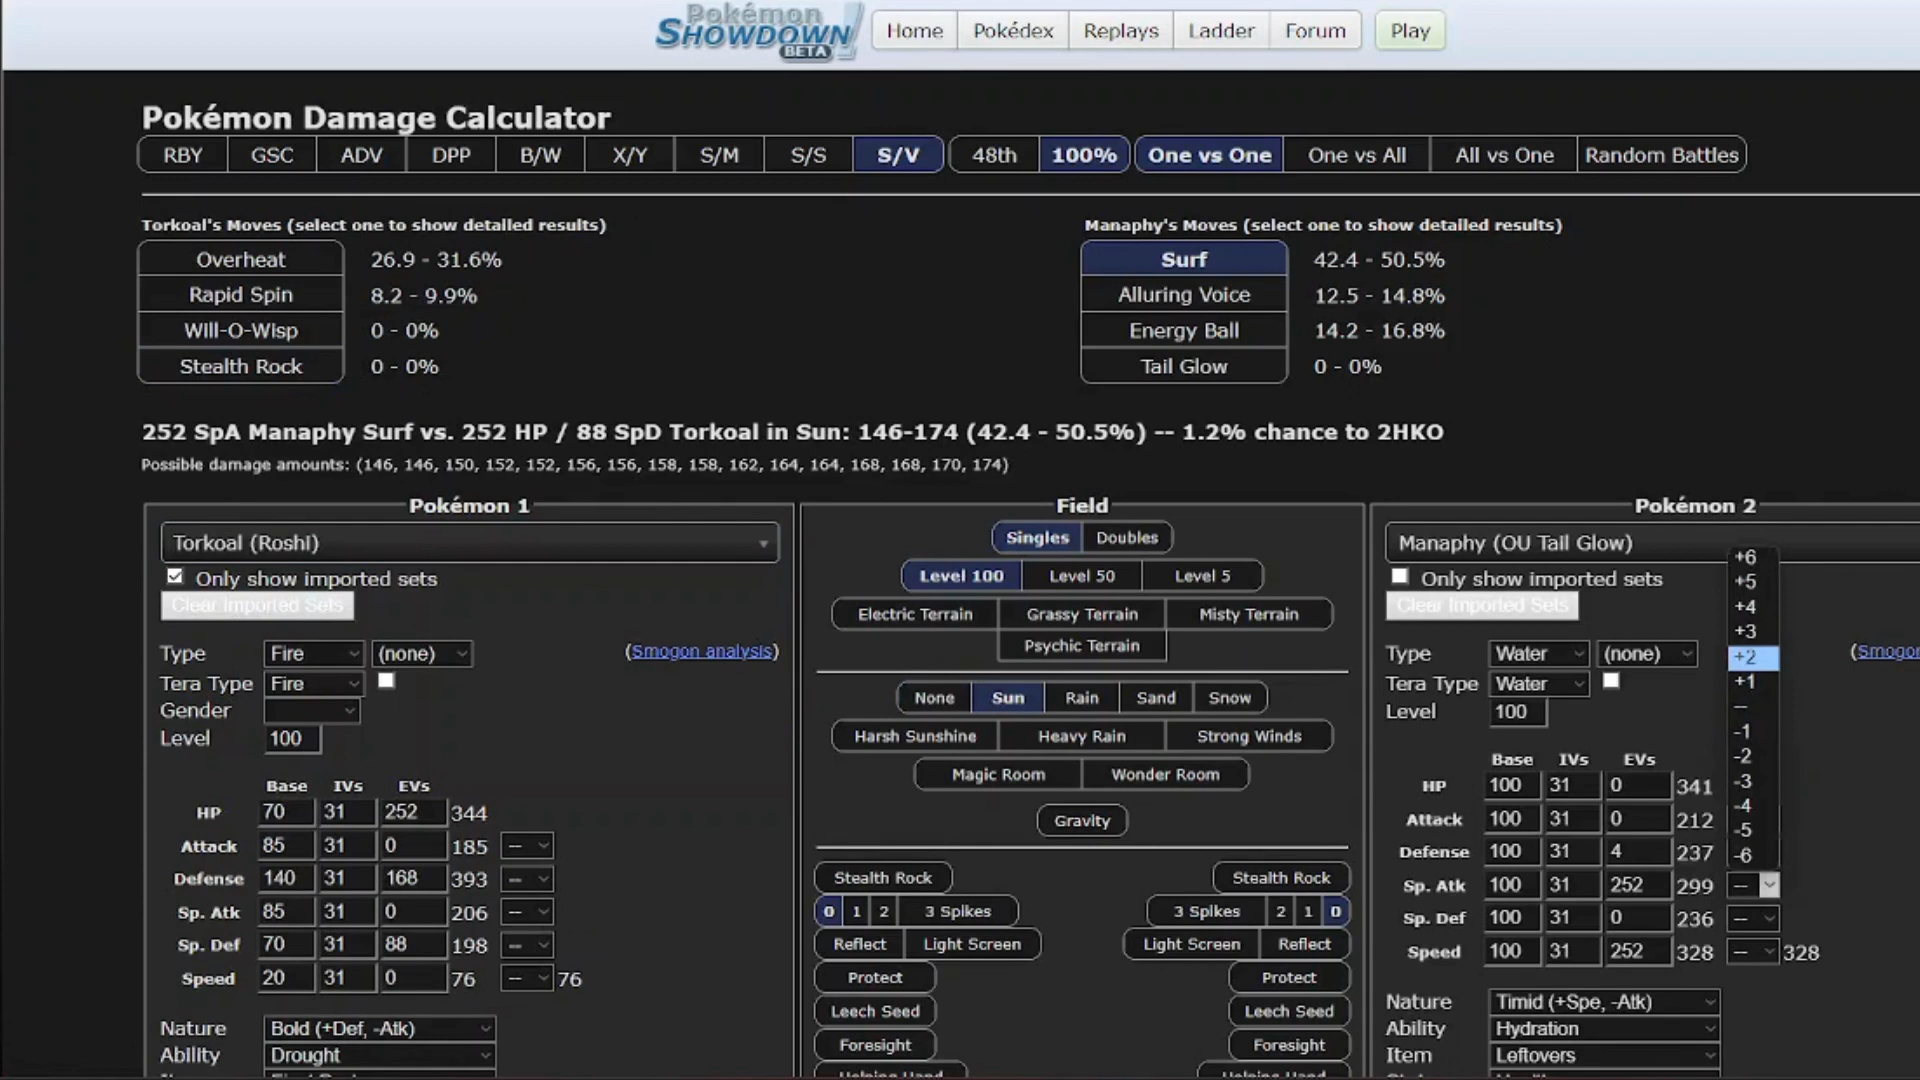 Pokémon
SHOWDOWN
BETA
Home Pokédex Replays Ladder Forum Play
Pokémon Damage Calculator
RBY GSC ADV DPP B/W X/Y S/M S/S S/V 48th 100% One vs One One vs All All vs One Random Battles
Torkoal's Moves (select one to show detailed results) Manaphy's Moves (select one to show detailed results)
Overheat 26.9 - 31.6% Surf 42.4 - 50.5%
Rapid Spin 8.2 - 9.9% Alluring Voice 12.5 - 14.8%
Will-O-Wisp 0 - 0% Energy Ball 14.2 - 16.8%
Stealth Rock 0 - 0% Tail Glow 0 - 0%
252 SpA Manaphy Surf vs. 252 HP / 88 SpD Torkoal in Sun: 146-174 (42.4 - 50.5%) -- 1.2% chance to 2HKO
Possible damage amounts: (146, 146, 150, 152, 152, 156, 156, 158, 158, 162, 164, 164, 168, 168, 170, 174)
Pokémon 1
Torkoal (Roshl)
Only show imported sets
Clear Imported Sets
Type Fire (none) (Smogon analysis)
Tera Type Fire
Gender
Level 100
Base IVs EVs
HP 70 31 252 344
Attack 85 31 0 185 --
Defense 140 31 168 393 --
Sp. Atk 85 31 0 206 --
Sp. Def 70 31 88 198 --
Speed 20 31 0 76 -- 76
Nature Bold (+Def, -Atk)
Ability Drought
Field
Singles Doubles
Level 100 Level 50 Level 5
Electric Terrain Grassy Terrain Misty Terrain
Psychic Terrain
None Sun Rain Sand Snow
Harsh Sunshine Heavy Rain Strong Winds
Magic Room Wonder Room
Gravity
Stealth Rock Stealth Rock
0 1 2 3 Spikes 3 Spikes 2 1 0
Reflect Light Screen Light Screen Reflect
Protect Protect
Leech Seed Leech Seed
Foresight Foresight
Helping Hand Helping Hand
Pokémon 2
Manaphy (OU Tail Glow)
Only show imported sets
Clear Imported Sets
Type Water (none) (Smogon
Tera Type Water
Level 100
Base IVs EVs
HP 100 31 0 341
Attack 100 31 0 212
Defense 100 31 4 237
Sp. Atk 100 31 252 299 --
Sp. Def 100 31 0 236 --
Speed 100 31 252 328 -- 328
Nature Timid (+Spe, -Atk)
Ability Hydration
Item Leftovers
+6
+5
+4
+3
+2
+1
--
-1
-2
-3
-4
-5
-6